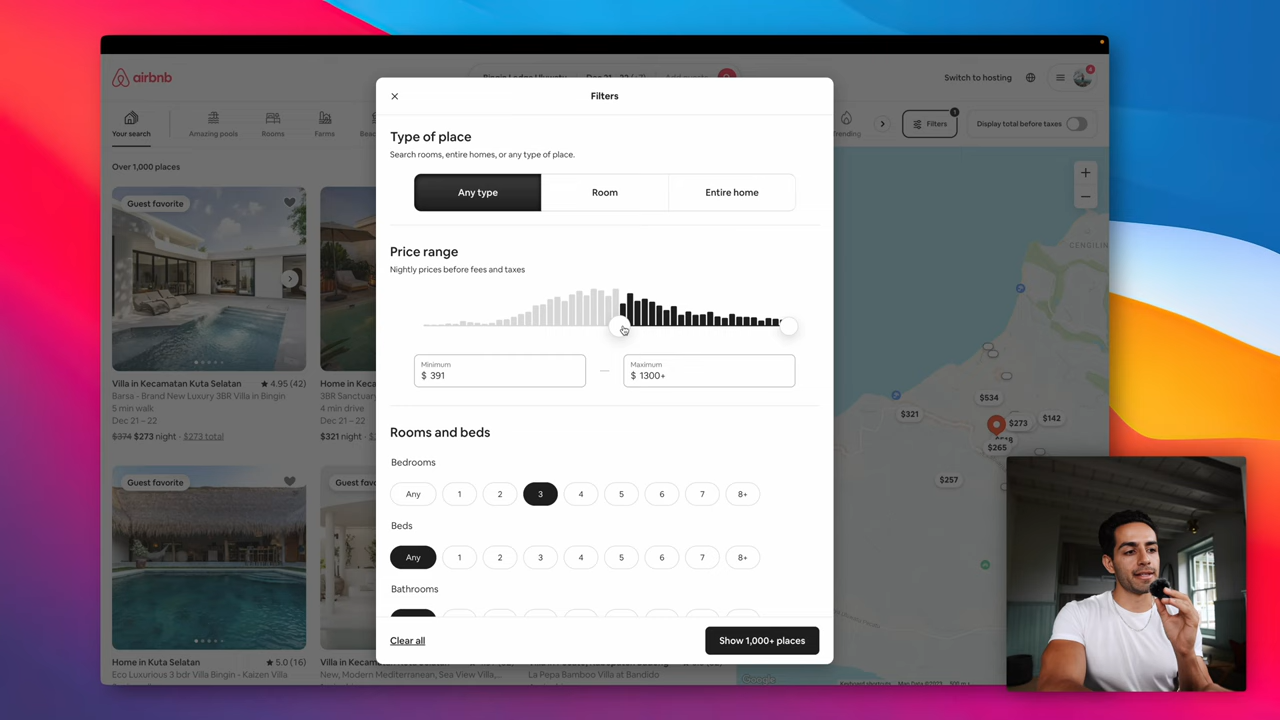 airbnb
Switch to hosting
4
Your search
Amazing pools
Rooms
Farms
Trending
Filters
1
Display total before taxes
Over 1,000 places
Guest favorite
Villa in Kecamatan Kuta Selatan
4.95 (42)
Barsa - Brand New Luxury 3BR Villa in Bingin
5 min walk
Dec 21 – 22
$374 $273 night · $273 total
Home in
3BR Sanctuary
4 min drive
Dec 21 – 22
$321 night
Guest favorite
Home in Kuta Selatan
5.0 (16)
Eco Luxurious 3 bdr Villa Bingin - Kaizen Villa
New, Modern Mediterranean, Sea View Villa,...
La Pepa Bamboo Villa at Bandido
Filters
Type of place
Search rooms, entire homes, or any type of place.
Any type
Room
Entire home
Price range
Nightly prices before fees and taxes
Minimum
$ 391
—
Maximum
$ 1300+
Rooms and beds
Bedrooms
Any 1 2 3 4 5 6 7 8+
Beds
Any 1 2 3 4 5 6 7 8+
Bathrooms
Clear all
Show 1,000+ places
+
−
$534
$321
$273
$142
$265
$257
Google
Keyboard shortcuts